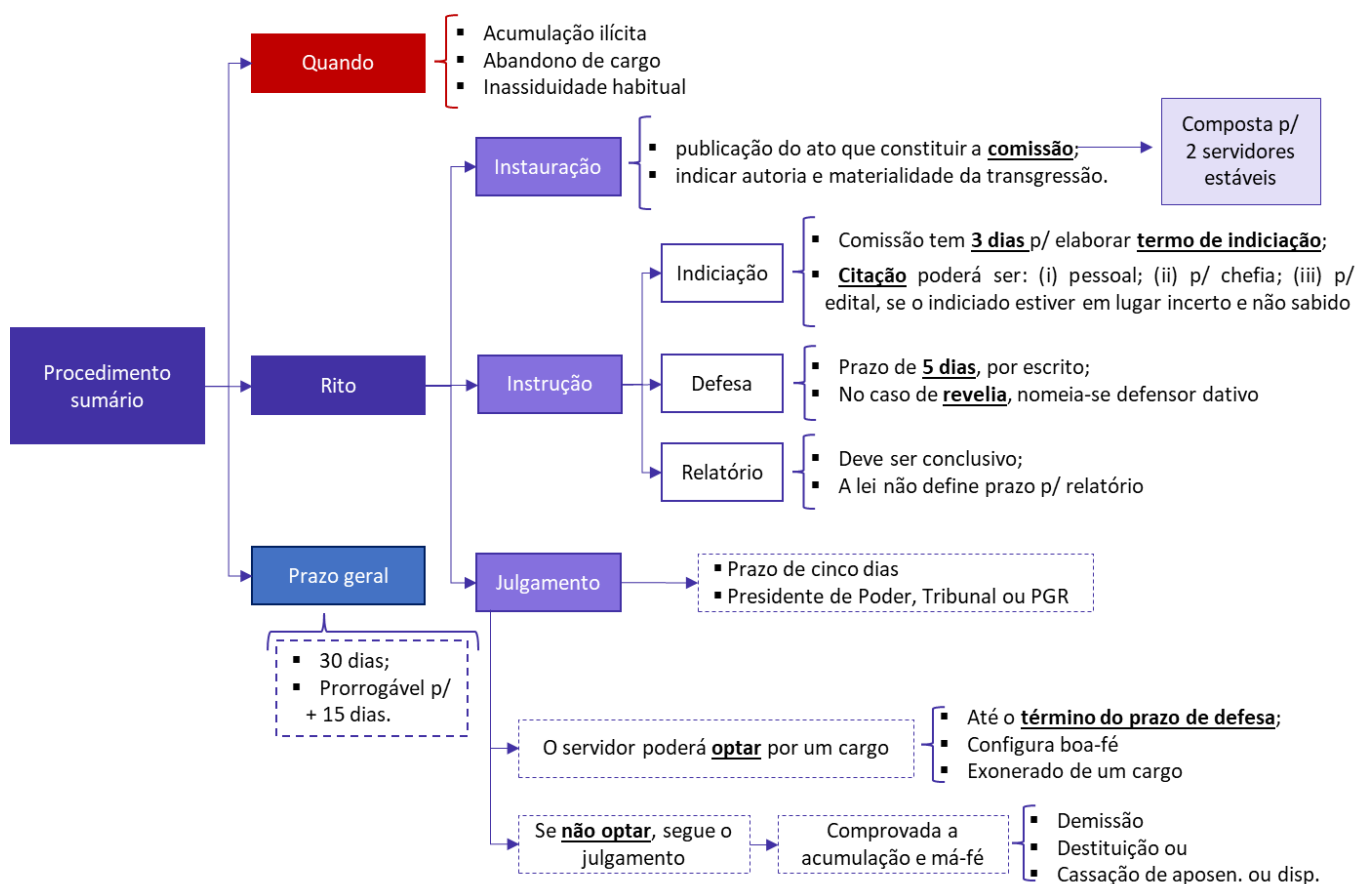 Quando
▪ Acumulação ilícita
▪ Abandono de cargo
▪ Inassiduidade habitual
Procedimento
sumário
Rito
Instauração
▪ publicação do ato que constituir a comissão;
▪ indicar autoria e materialidade da transgressão.
Composta p/
2 servidores
estáveis
Instrução
Indiciação
▪ Comissão tem 3 dias p/ elaborar termo de indiciação;
▪ Citação poderá ser: (i) pessoal; (ii) p/ chefia; (iii) p/
edital, se o indiciado estiver em lugar incerto e não sabido
Defesa
▪ Prazo de 5 dias, por escrito;
▪ No caso de revelia, nomeia-se defensor dativo
Relatório
▪ Deve ser conclusivo;
▪ A lei não define prazo p/ relatório
Prazo geral
▪ 30 dias;
▪ Prorrogável p/
+ 15 dias.
Julgamento
▪ Prazo de cinco dias
▪ Presidente de Poder, Tribunal ou PGR
O servidor poderá optar por um cargo
▪ Até o término do prazo de defesa;
▪ Configura boa-fé
▪ Exonerado de um cargo
Se não optar, segue o
julgamento
Comprovada a
acumulação e má-fé
▪ Demissão
▪ Destituição ou
▪ Cassação de aposen. ou disp.